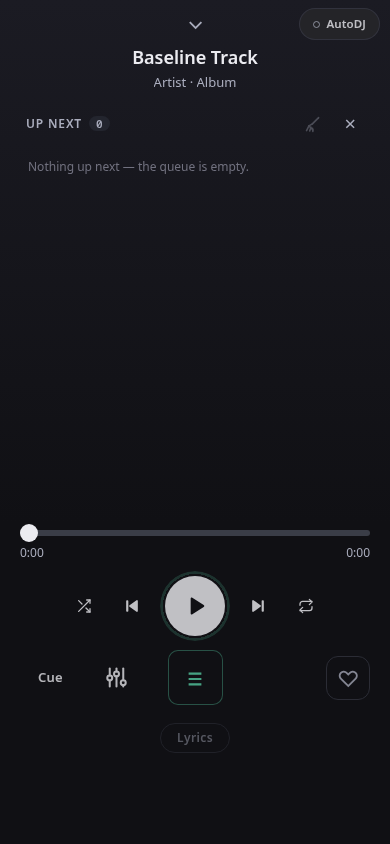 AutoDJ
Baseline Track
Artist · Album
UP NEXT 0
Nothing up next — the queue is empty.
0:00 0:00
Cue
Lyrics